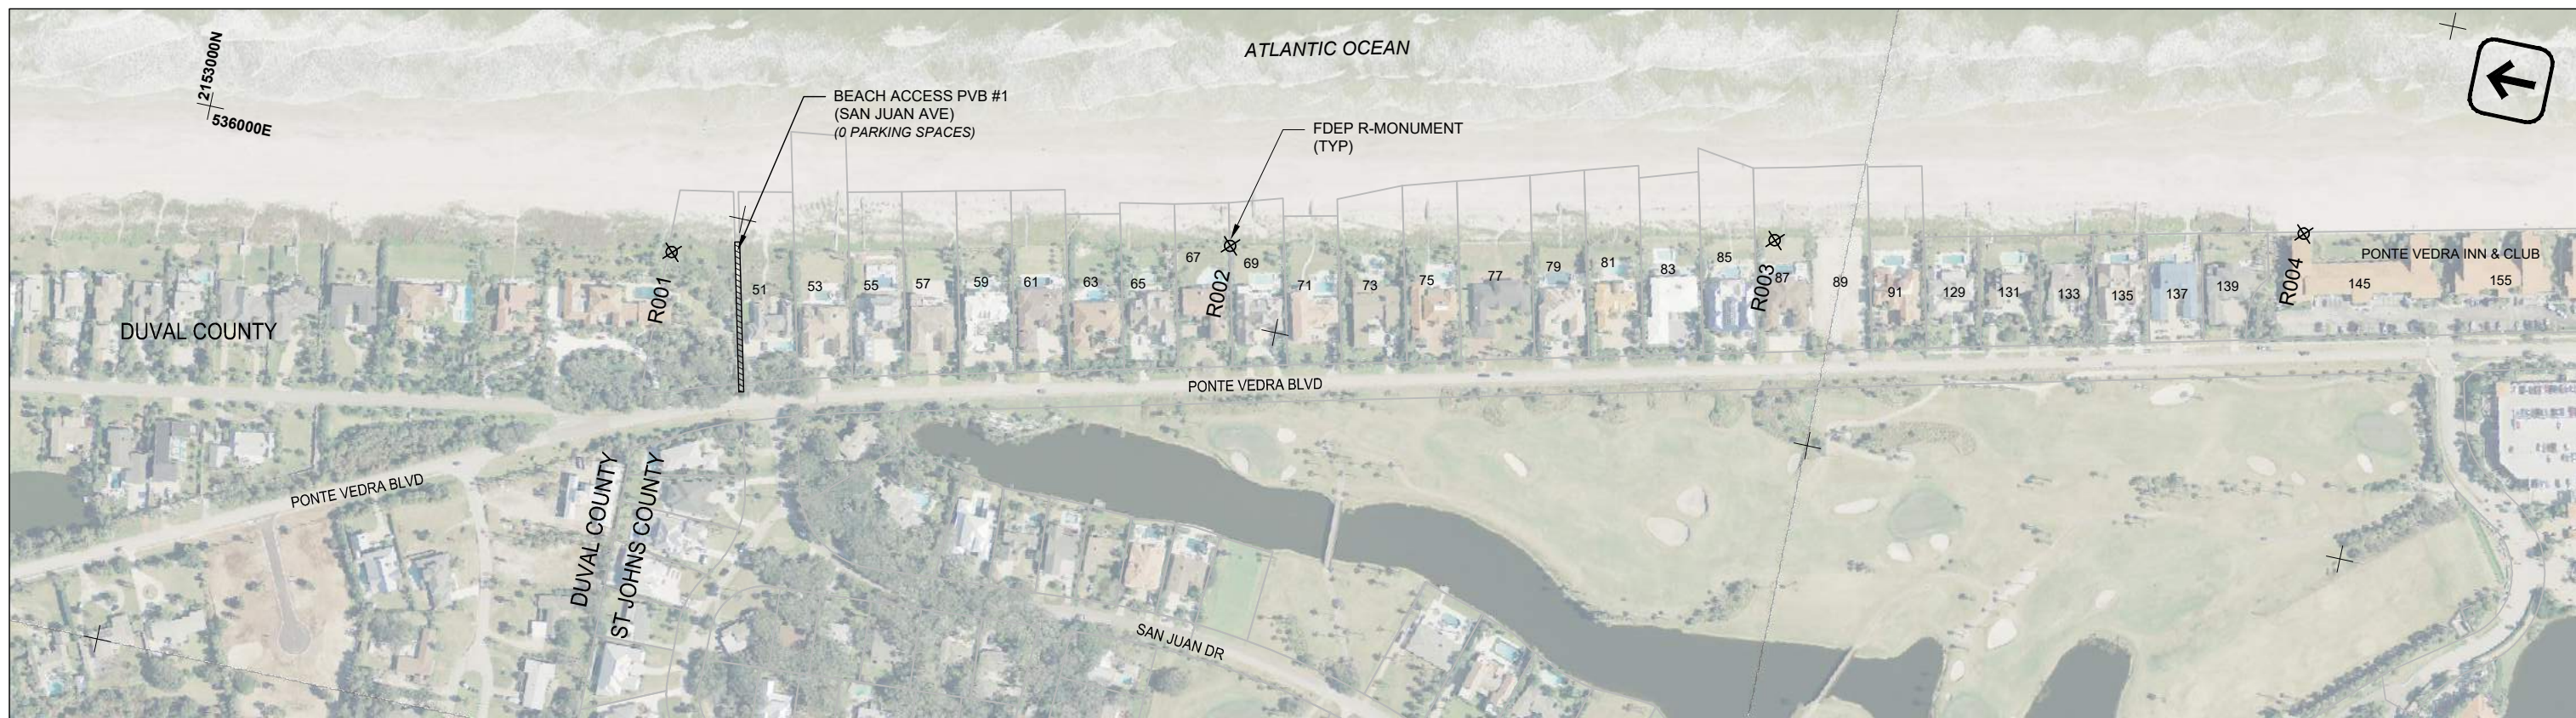 ATLANTIC OCEAN
2153000N
536000E
BEACH ACCESS PVB #1
(SAN JUAN AVE)
(0 PARKING SPACES)
FDEP R-MONUMENT
(TYP)
PONTE VEDRA INN & CLUB
R001
R002
R003
R004
51
53
55
57
59
61
63
65
67
69
71
73
75
77
79
81
83
85
87
89
91
129
131
133
135
137
139
145
155
DUVAL COUNTY
PONTE VEDRA BLVD
PONTE VEDRA BLVD
DUVAL COUNTY
ST JOHNS COUNTY
SAN JUAN DR